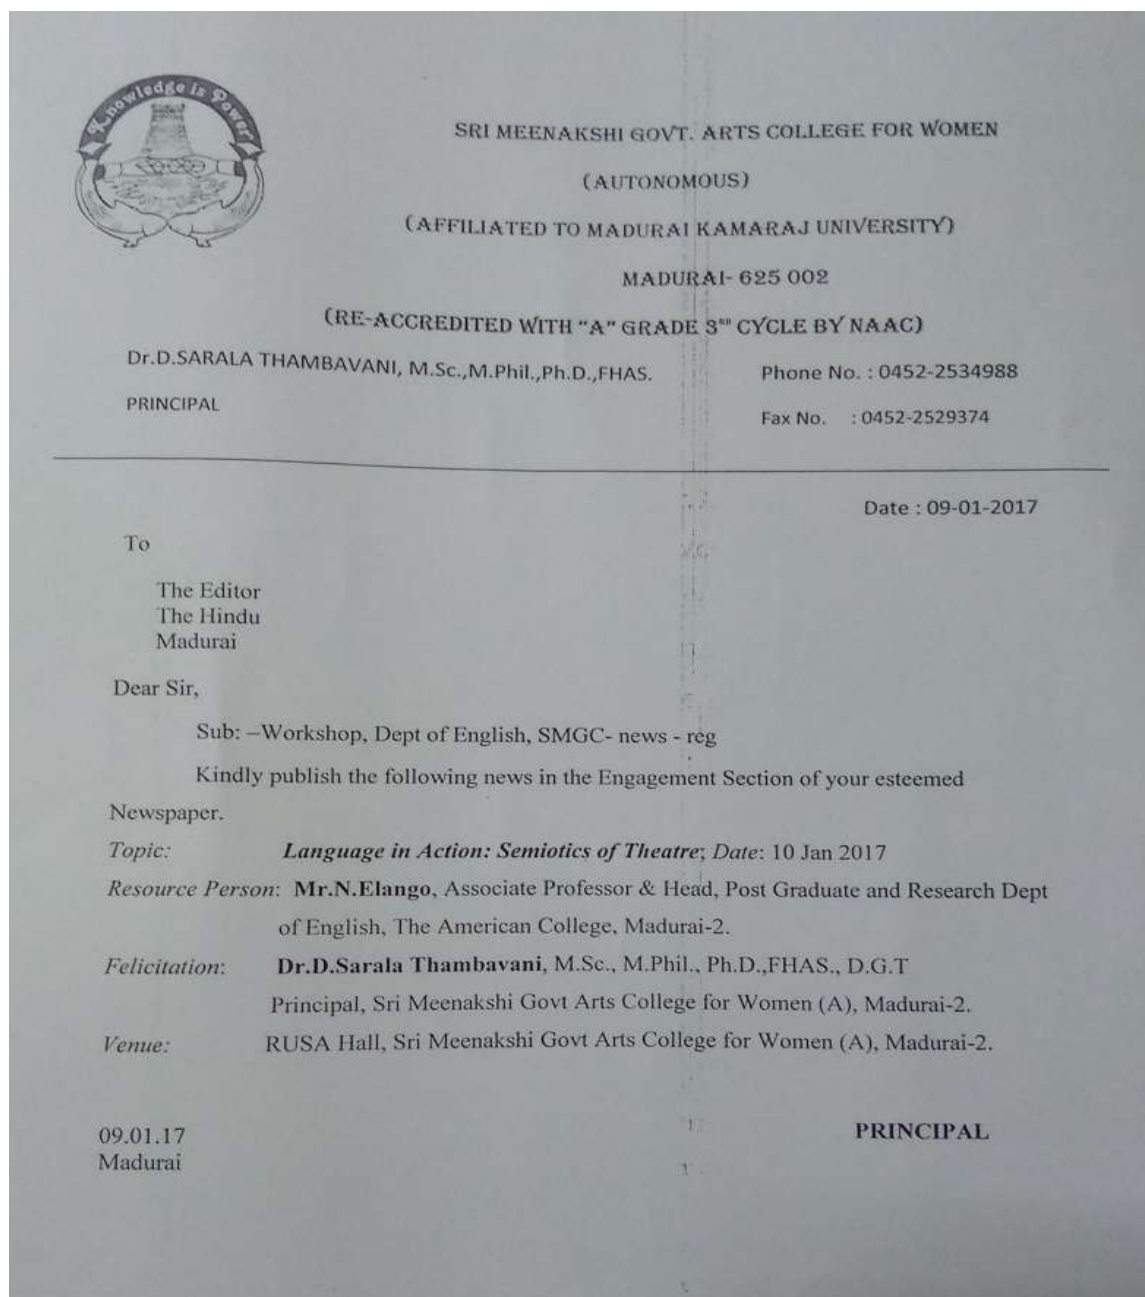 Knowledge is Power
SRI MEENAKSHI GOVT. ARTS COLLEGE FOR WOMEN
(AUTONOMOUS)
(AFFILIATED TO MADURAI KAMARAJ UNIVERSITY)
MADURAI- 625 002
(RE-ACCREDITED WITH "A" GRADE 3RD CYCLE BY NAAC)
Dr.D.SARALA THAMBAVANI, M.Sc.,M.Phil.,Ph.D.,FHAS.
Phone No. : 0452-2534988
PRINCIPAL
Fax No. : 0452-2529374
Date : 09-01-2017
To
The Editor
The Hindu
Madurai
Dear Sir,
Sub: –Workshop, Dept of English, SMGC- news - reg
Kindly publish the following news in the Engagement Section of your esteemed
Newspaper.
Topic: Language in Action: Semiotics of Theatre; Date: 10 Jan 2017
Resource Person: Mr.N.Elango, Associate Professor & Head, Post Graduate and Research Dept
of English, The American College, Madurai-2.
Felicitation: Dr.D.Sarala Thambavani, M.Sc., M.Phil., Ph.D.,FHAS., D.G.T
Principal, Sri Meenakshi Govt Arts College for Women (A), Madurai-2.
Venue: RUSA Hall, Sri Meenakshi Govt Arts College for Women (A), Madurai-2.
09.01.17
PRINCIPAL
Madurai